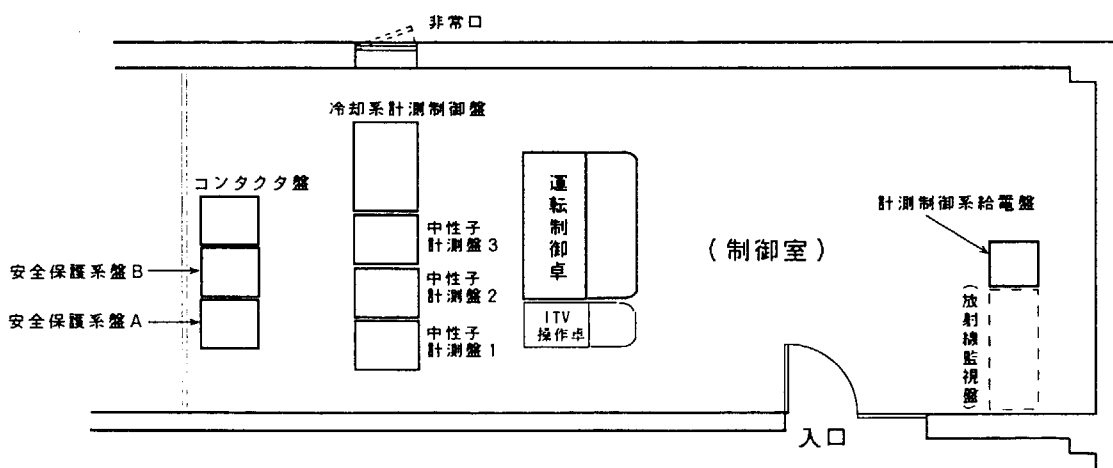 非常口
冷却系計測制御盤
コンタクタ盤
安全保護系盤B
安全保護系盤A
中性子
計測盤3
中性子
計測盤2
中性子
計測盤1
運転制御卓
ITV
操作卓
(制御室)
計測制御系給電盤
(放射線監視盤)
入口